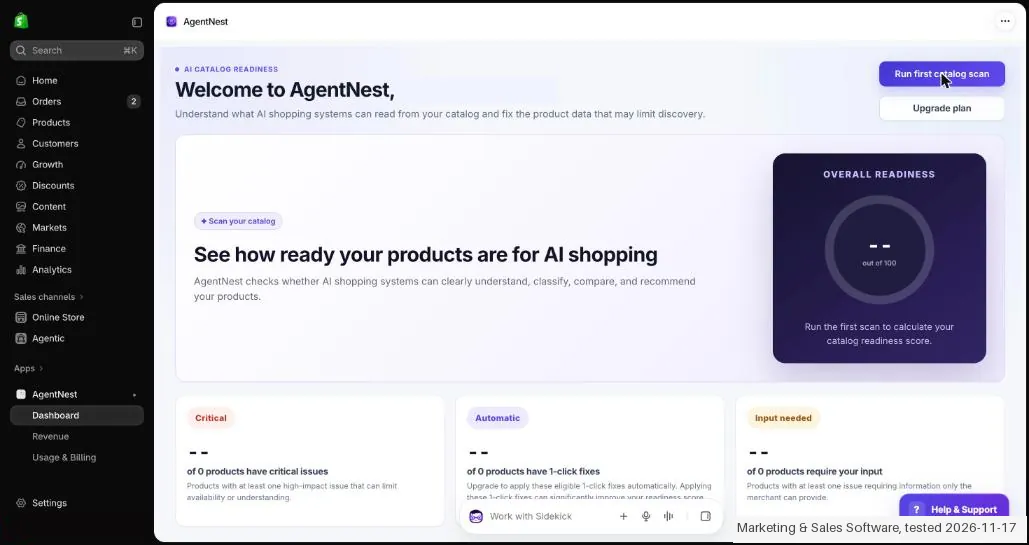 AgentNest
Search ⌘K
Home
Orders 2
Products
Customers
Growth
Discounts
Content
Markets
Finance
Analytics
Sales channels
Online Store
Agentic
Apps
AgentNest
Dashboard
Revenue
Usage & Billing
Settings
AI CATALOG READINESS
Welcome to AgentNest,
Understand what AI shopping systems can read from your catalog and fix the product data that may limit discovery.
Run first catalog scan
Upgrade plan
Scan your catalog
See how ready your products are for AI shopping
AgentNest checks whether AI shopping systems can clearly understand, classify, compare, and recommend
your products.
OVERALL READINESS
--
out of 100
Run the first scan to calculate your
catalog readiness score.
Critical
--
of 0 products have critical issues
Products with at least one high-impact issue that can limit
availability or understanding.
Automatic
--
of 0 products have 1-click fixes
Upgrade to apply these eligible 1-click fixes automatically. Applying
these 1-click fixes can significantly improve your readiness score.
Input needed
--
of 0 products require your input
Products with at least one issue requiring information only the
merchant can provide.
Work with Sidekick
? Help & Support
Marketing & Sales Software, tested 2026-11-17